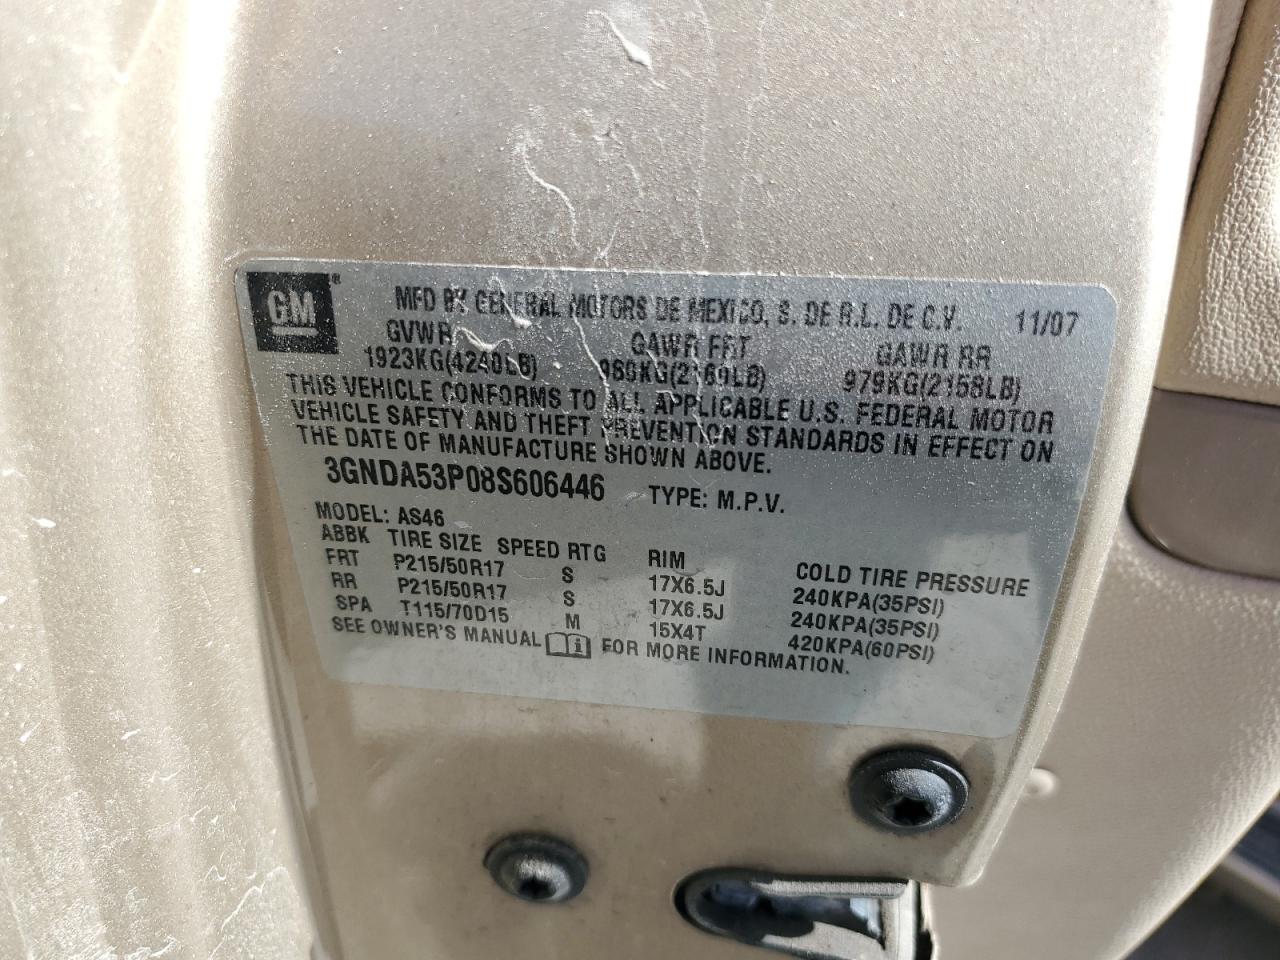 GM®
MFD BY GENERAL MOTORS DE MEXICO, S. DE R.L. DE C.V. 11/07
GVWR GAWR FRT GAWR RR
1923KG(4240LB) 980KG(2160LB) 979KG(2158LB)
THIS VEHICLE CONFORMS TO ALL APPLICABLE U.S. FEDERAL MOTOR
VEHICLE SAFETY AND THEFT PREVENTION STANDARDS IN EFFECT ON
THE DATE OF MANUFACTURE SHOWN ABOVE.
3GNDA53P08S606446 TYPE: M.P.V.
MODEL: AS46
ABBK TIRE SIZE SPEED RTG RIM COLD TIRE PRESSURE
FRT P215/50R17 S 17X6.5J 240KPA(35PSI)
RR P215/50R17 S 17X6.5J 240KPA(35PSI)
SPA T115/70D15 M 15X4T 420KPA(60PSI)
SEE OWNER'S MANUAL FOR MORE INFORMATION.